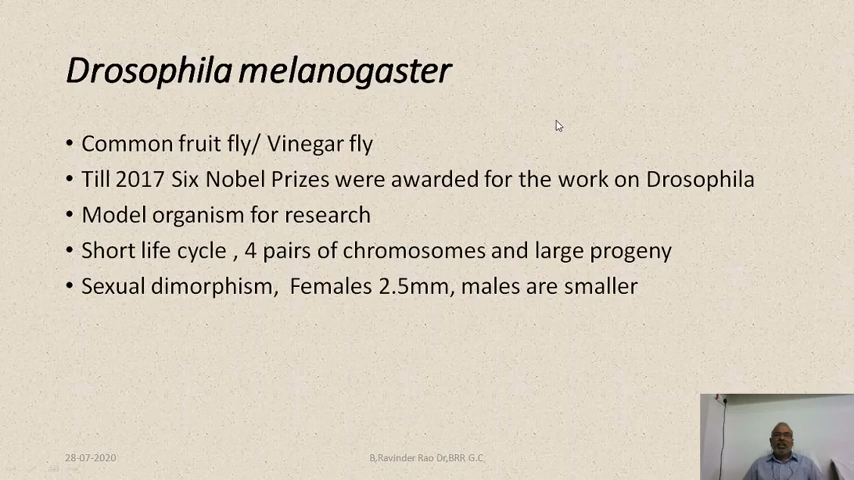 Drosophila melanogaster
• Common fruit fly/ Vinegar fly
• Till 2017 Six Nobel Prizes were awarded for the work on Drosophila
• Model organism for research
• Short life cycle , 4 pairs of chromosomes and large progeny
• Sexual dimorphism, Females 2.5mm, males are smaller
28-07-2020
B,Ravinder Rao Dr,BRR G.C